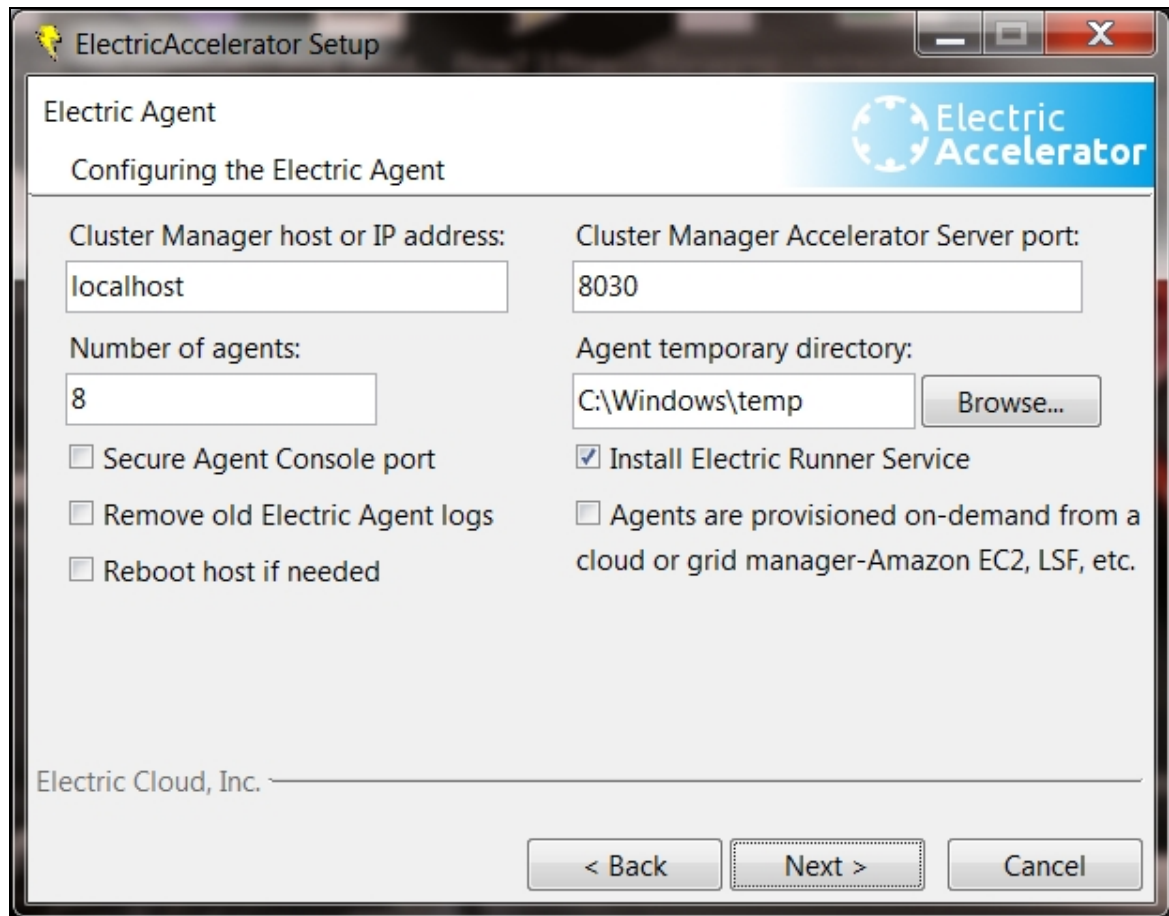 ElectricAccelerator Setup
Electric Agent
Configuring the Electric Agent
Electric
Accelerator
Cluster Manager host or IP address:
localhost
Cluster Manager Accelerator Server port:
8030
Number of agents:
8
Agent temporary directory:
C:\Windows\temp
Browse...
Secure Agent Console port
Install Electric Runner Service
Remove old Electric Agent logs
Agents are provisioned on-demand from a
cloud or grid manager-Amazon EC2, LSF, etc.
Reboot host if needed
Electric Cloud, Inc.
< Back
Next >
Cancel